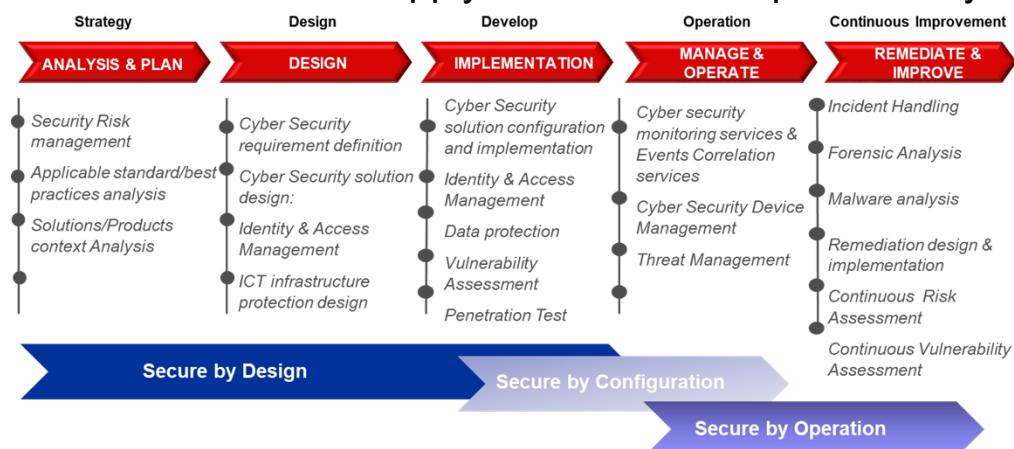 Strategy
Design
Develop
Operation
Continuous Improvement
ANALYSIS & PLAN
DESIGN
IMPLEMENTATION
MANAGE &
OPERATE
REMEDIATE &
IMPROVE
Security Risk
management
Applicable standard/best
practices analysis
Solutions/Products
context Analysis
Cyber Security
requirement definition
Cyber Security solution
design:
Identity & Access
Management
ICT infrastructure
protection design
Cyber Security
solution configuration
and implementation
Identity & Access
Management
Data protection
Vulnerability
Assessment
Penetration Test
Cyber security
monitoring services &
Events Correlation
services
Cyber Security Device
Management
Threat Management
Incident Handling
Forensic Analysis
Malware analysis
Remediation design &
implementation
Continuous Risk
Assessment
Continuous Vulnerability
Assessment
Secure by Design
Secure by Configuration
Secure by Operation